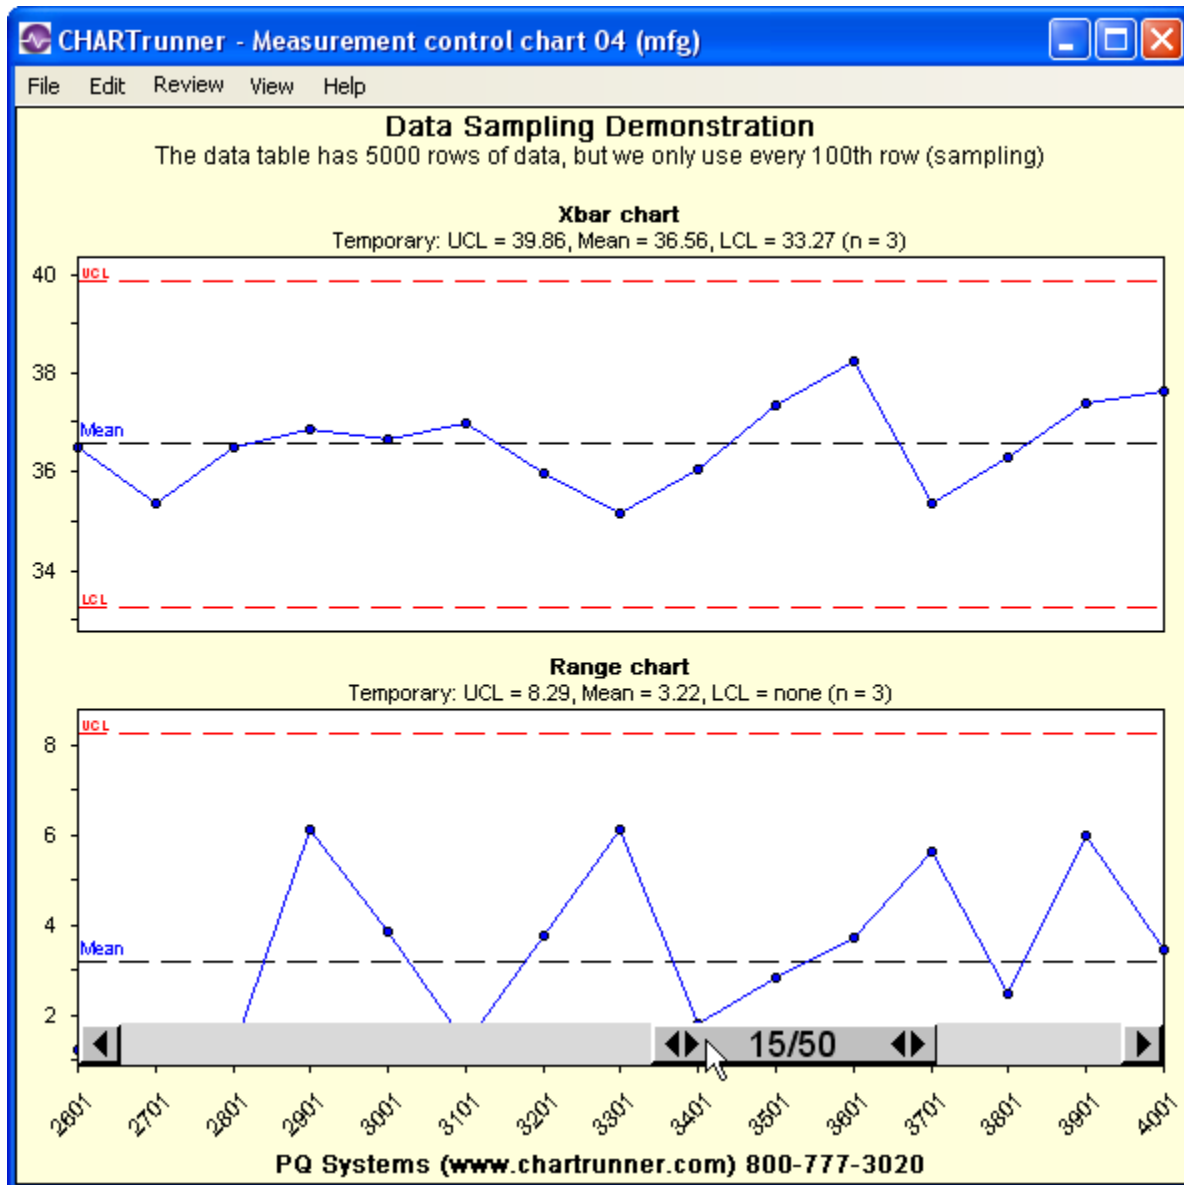 CHARTrunner - Measurement control chart 04 (mfg)
File Edit Review View Help
Data Sampling Demonstration
The data table has 5000 rows of data, but we only use every 100th row (sampling)
Xbar chart
Temporary: UCL = 39.86, Mean = 36.56, LCL = 33.27 (n = 3)
40
UCL
38
Mean
36
34
LCL
Range chart
Temporary: UCL = 8.29, Mean = 3.22, LCL = none (n = 3)
UCL
8
6
4
Mean
2
15/50
2601 2701 2801 2901 3001 3101 3201 3301 3401 3501 3601 3701 3801 3901 4001
PQ Systems (www.chartrunner.com) 800-777-3020